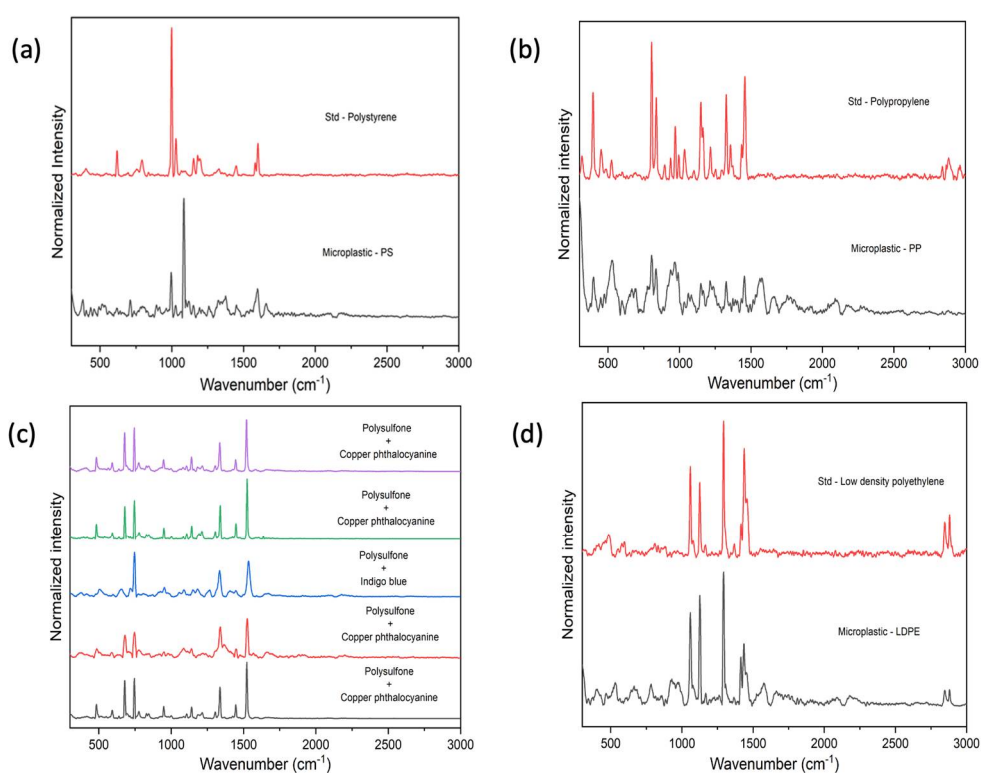 (a)
Normalized Intensity
Std - Polystyrene
Microplastic - PS
500 1000 1500 2000 2500 3000
Wavenumber (cm⁻¹)
(b)
Normalized Intensity
Std - Polypropylene
Microplastic - PP
500 1000 1500 2000 2500 3000
Wavenumber (cm⁻¹)
(c)
Normalized intensity
Polysulfone
+
Copper phthalocyanine
Polysulfone
+
Copper phthalocyanine
Polysulfone
+
Indigo blue
Polysulfone
+
Copper phthalocyanine
Polysulfone
+
Copper phthalocyanine
500 1000 1500 2000 2500 3000
Wavenumber (cm⁻¹)
(d)
Normalized Intensity
Std - Low density polyethylene
Microplastic - LDPE
500 1000 1500 2000 2500 3000
Wavenumber (cm⁻¹)